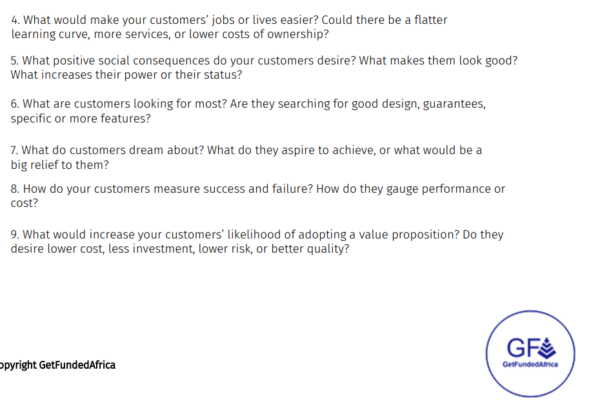 4. What would make your customers' jobs or lives easier? Could there be a flatter
learning curve, more services, or lower costs of ownership?
5. What positive social consequences do your customers desire? What makes them look good?
What increases their power or their status?
6. What are customers looking for most? Are they searching for good design, guarantees,
specific or more features?
7. What do customers dream about? What do they aspire to achieve, or what would be a
big relief to them?
8. How do your customers measure success and failure? How do they gauge performance or
cost?
9. What would increase your customers' likelihood of adopting a value proposition? Do they
desire lower cost, less investment, lower risk, or better quality?
opyright GetFundedAfrica
GF
GetFundedAfrica